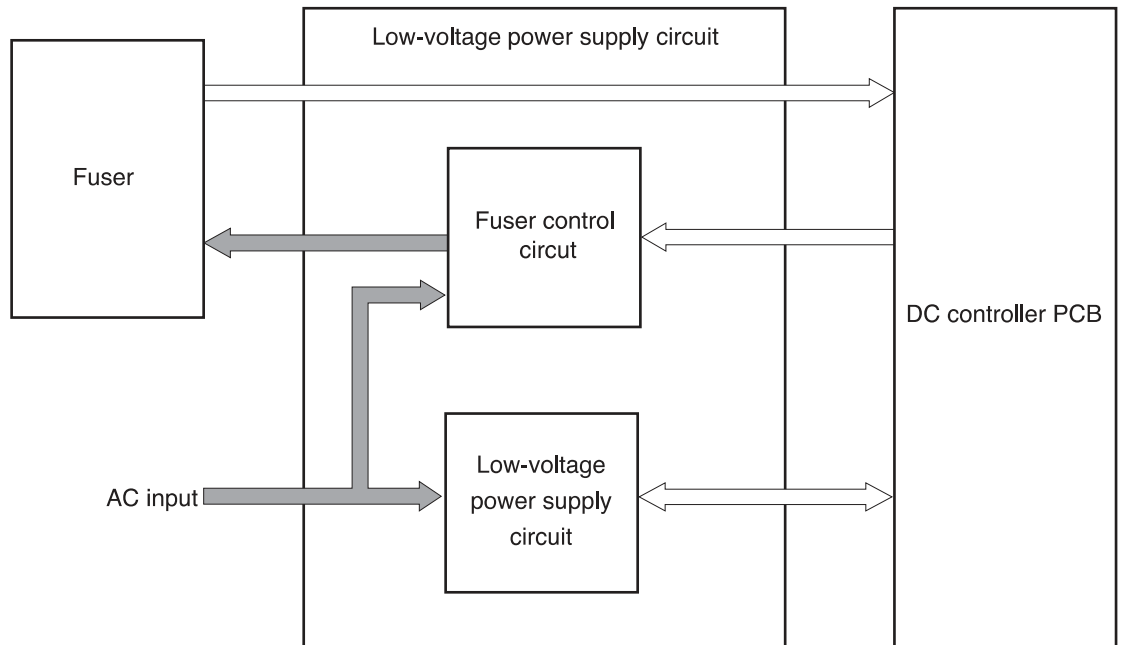 Low-voltage power supply circuit
Fuser
Fuser control
circut
DC controller PCB
AC input
Low-voltage
power supply
circuit